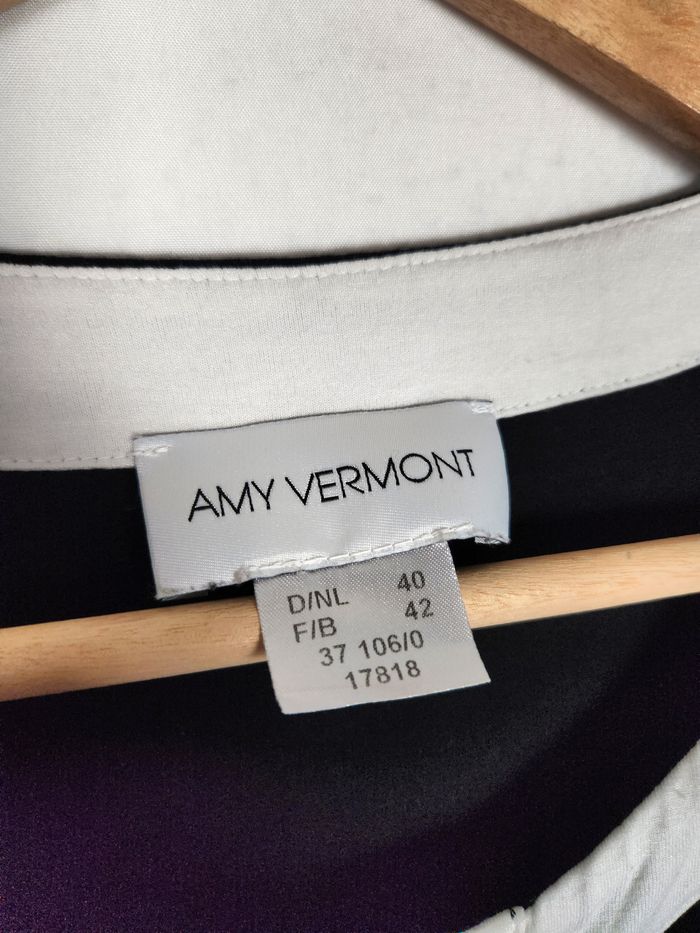 AMY VERMONT
D/NL 40
F/B 42
37 106/0
17818